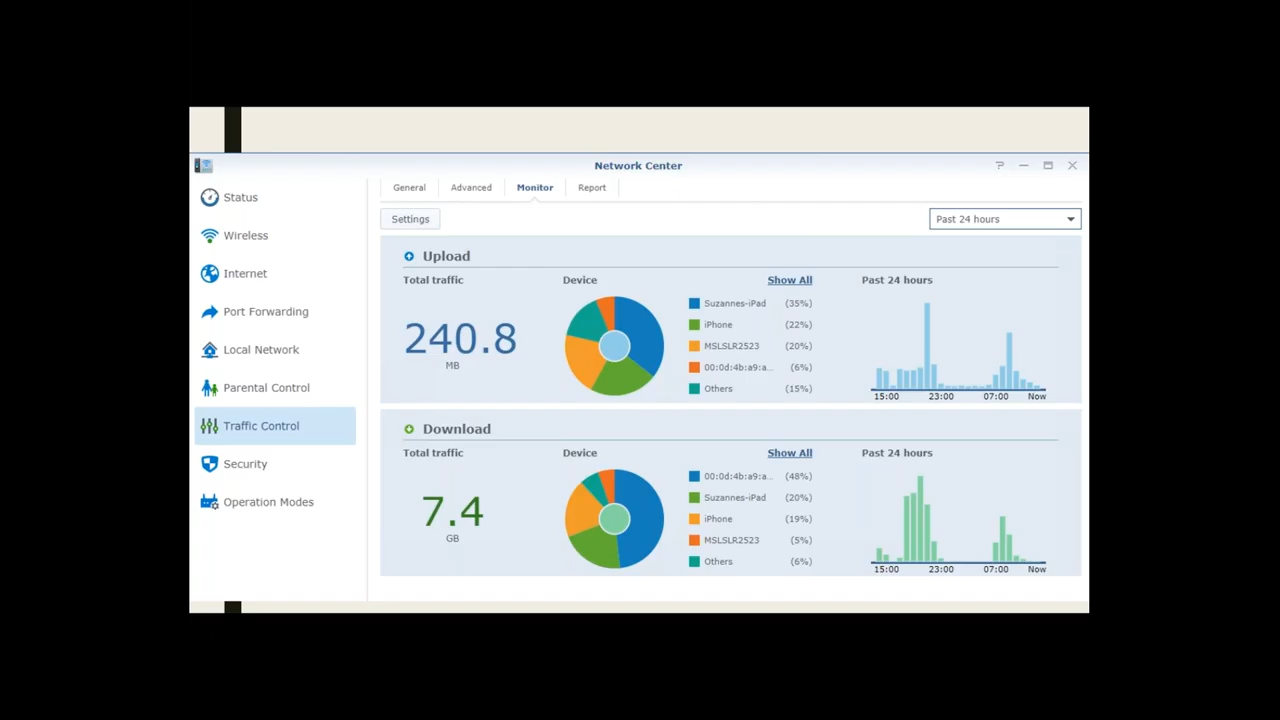 Network Center
Status
Wireless
Internet
Port Forwarding
Local Network
Parental Control
Traffic Control
Security
Operation Modes
General Advanced Monitor Report
Settings
Past 24 hours
Upload
Total traffic Device Show All Past 24 hours
240.8
MB
Suzannes-iPad (35%)
iPhone (22%)
MSLSLR2523 (20%)
00:0d:4b:a9:a... (6%)
Others (15%)
15:00 23:00 07:00 Now
Download
Total traffic Device Show All Past 24 hours
7.4
GB
00:0d:4b:a9:a... (48%)
Suzannes-iPad (20%)
iPhone (19%)
MSLSLR2523 (5%)
Others (6%)
15:00 23:00 07:00 Now